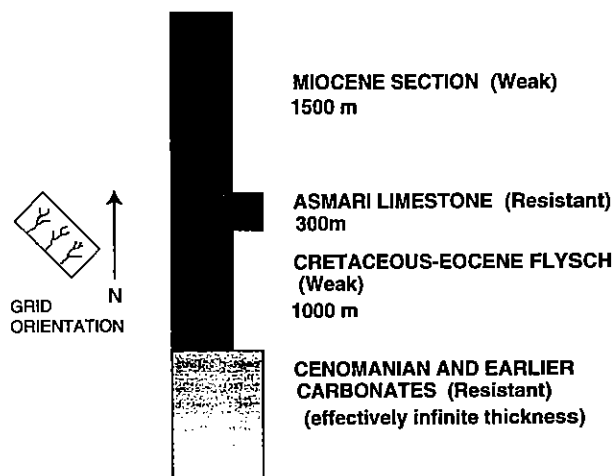 MIOCENE SECTION (Weak)
1500 m
ASMARI LIMESTONE (Resistant)
300m
CRETACEOUS-EOCENE FLYSCH
(Weak)
1000 m
N
GRID
ORIENTATION
CENOMANIAN AND EARLIER
CARBONATES (Resistant)
(effectively infinite thickness)